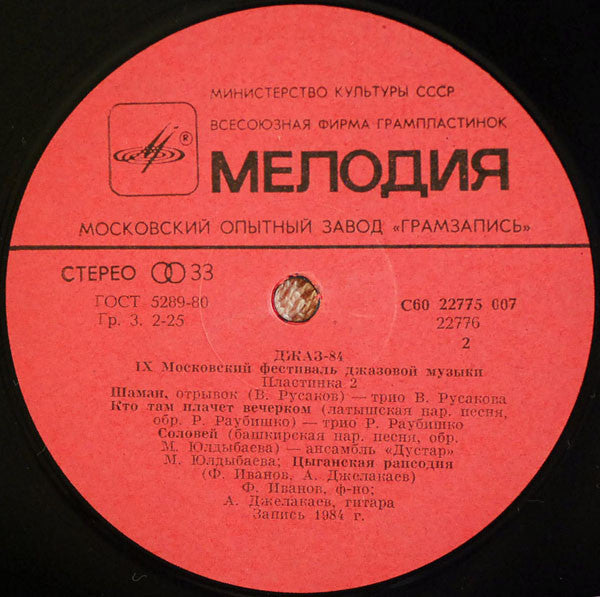 МИНИСТЕРСТВО КУЛЬТУРЫ СССР
ВСЕСОЮЗНАЯ ФИРМА ГРАМПЛАСТИНОК
®
МЕЛОДИЯ
МОСКОВСКИЙ ОПЫТНЫЙ ЗАВОД «ГРАМЗАПИСЬ»
СТЕРЕО 33
ГОСТ 5289-80
Гр. 3. 2-25
С60 22775 007
22776
2
ДЖАЗ-84
IX Московский фестиваль джазовой музыки
Пластинка 2
Шаман, отрывок (В. Русаков) — трио В. Русакова
Кто там плачет вечерком (латышская нар. песня,
обр. Р. Раубишко) — трио Р. Раубишко
Соловей (башкирская нар. песня, обр.
М. Юлдыбаева) — ансамбль «Дустар»
М. Юлдыбаева; Цыганская рапсодия
(Ф. Иванов, А. Джелакаев)
Ф. Иванов, ф-но;
А. Джелакаев, гитара
Запись 1984 г.